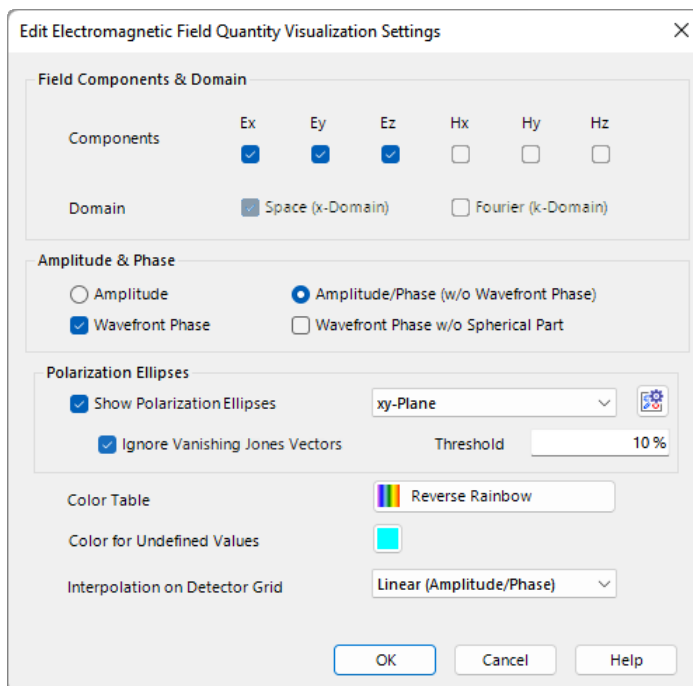 Edit Electromagnetic Field Quantity Visualization Settings
Field Components & Domain
Ex Ey Ez Hx Hy Hz
Components
Domain Space (x-Domain) Fourier (k-Domain)
Amplitude & Phase
Amplitude Amplitude/Phase (w/o Wavefront Phase)
Wavefront Phase Wavefront Phase w/o Spherical Part
Polarization Ellipses
Show Polarization Ellipses xy-Plane
Ignore Vanishing Jones Vectors Threshold 10 %
Color Table Reverse Rainbow
Color for Undefined Values
Interpolation on Detector Grid Linear (Amplitude/Phase)
OK Cancel Help